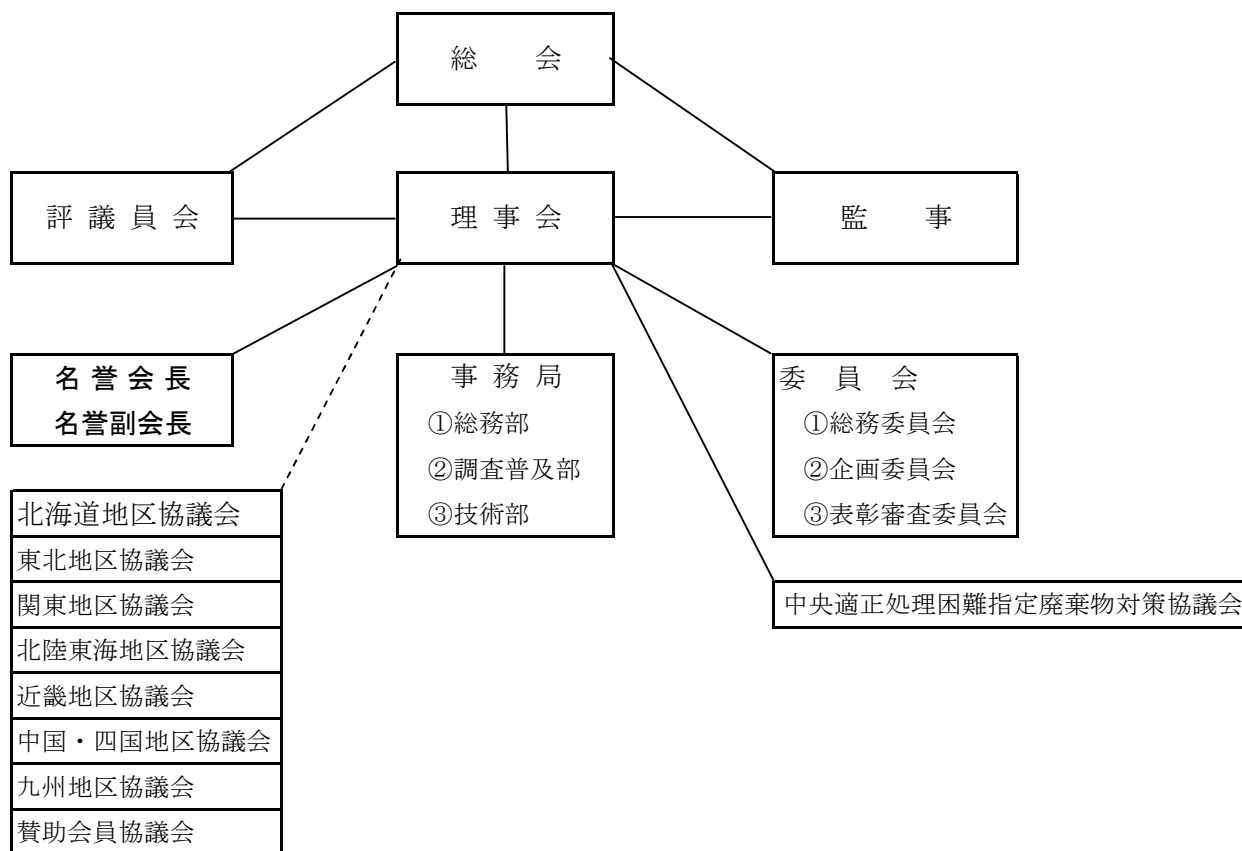 総　会
評 議 員 会
理 事 会
監　事
名 誉 会 長
名誉副会長
事 務 局
①総務部
②調査普及部
③技術部
委 員 会
①総務委員会
②企画委員会
③表彰審査委員会
北海道地区協議会
東北地区協議会
関東地区協議会
北陸東海地区協議会
近畿地区協議会
中国・四国地区協議会
九州地区協議会
賛助会員協議会
中央適正処理困難指定廃棄物対策協議会